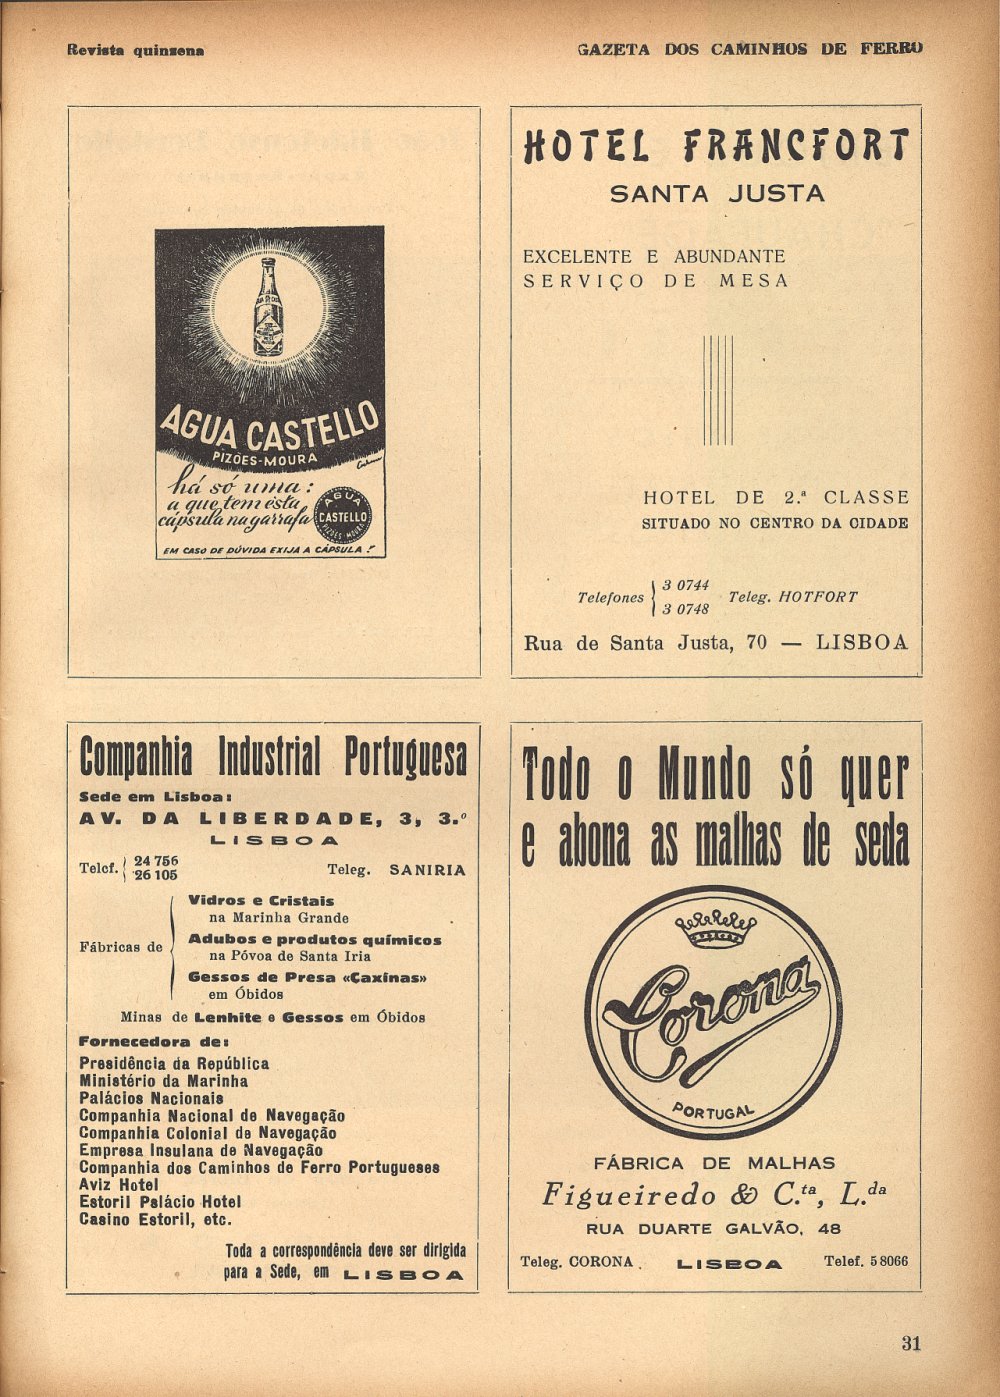 Revista quinzena
GAZETA DOS CAMINHOS DE FERRO
AGUA CASTELLO
PIZÕES-MOURA
há só uma:
a que tem esta
cápsula na garrafa
AGUA
CASTELLO
PIZÕES-MOURA
EM CASO DE DÚVIDA EXIJA A CÁPSULA!
HOTEL FRANCFORT
SANTA JUSTA
EXCELENTE E ABUNDANTE
SERVIÇO DE MESA
HOTEL DE 2.ª CLASSE
SITUADO NO CENTRO DA CIDADE
Telefones { 3 0744
3 0748
Teleg. HOTFORT
Rua de Santa Justa, 70 — LISBOA
Companhia Industrial Portuguesa
Sede em Lisboa:
AV. DA LIBERDADE, 3, 3.º
LISBOA
Telef. { 24 756
26 105
Teleg. SANIRIA
Fábricas de {
Vidros e Cristais
na Marinha Grande
Adubos e produtos químicos
na Póvoa de Santa Iria
Gessos de Presa «Caxinas»
em Óbidos
Minas de Lenhite e Gessos em Óbidos
Fornecedora de:
Presidência da República
Ministério da Marinha
Palácios Nacionais
Companhia Nacional de Navegação
Companhia Colonial de Navegação
Empresa Insulana de Navegação
Companhia dos Caminhos de Ferro Portugueses
Aviz Hotel
Estoril Palácio Hotel
Casino Estoril, etc.
Toda a correspondência deve ser dirigida
para a Sede, em LISBOA
Todo o Mundo só quer
e abona as malhas de seda
Corona
PORTUGAL
FÁBRICA DE MALHAS
Figueiredo & C.ta, L.da
RUA DUARTE GALVÃO, 48
Teleg. CORONA. LISBOA Telef. 58066
31